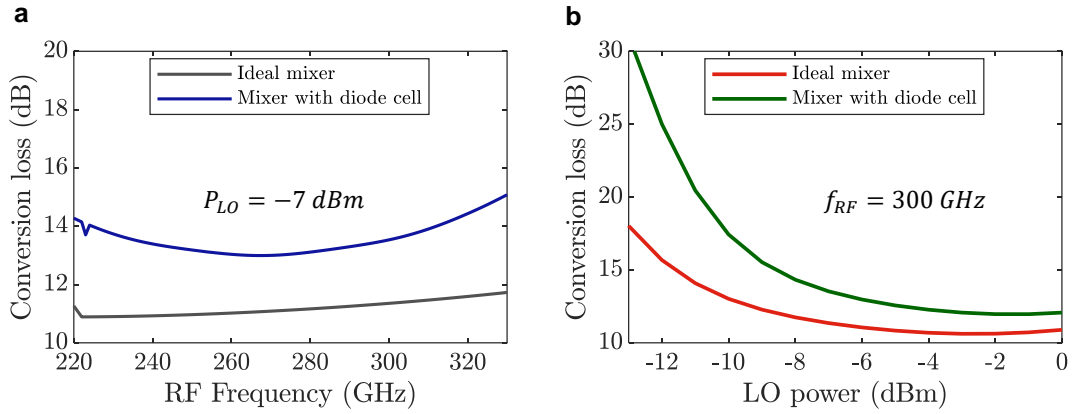 a
20
18
16
14
12
10
Conversion loss (dB)
Ideal mixer
Mixer with diode cell
P_LO = −7 dBm
220
240
260
280
300
320
RF Frequency (GHz)
b
30
25
20
15
10
Conversion loss (dB)
Ideal mixer
Mixer with diode cell
f_RF = 300 GHz
-12
-10
-8
-6
-4
-2
0
LO power (dBm)